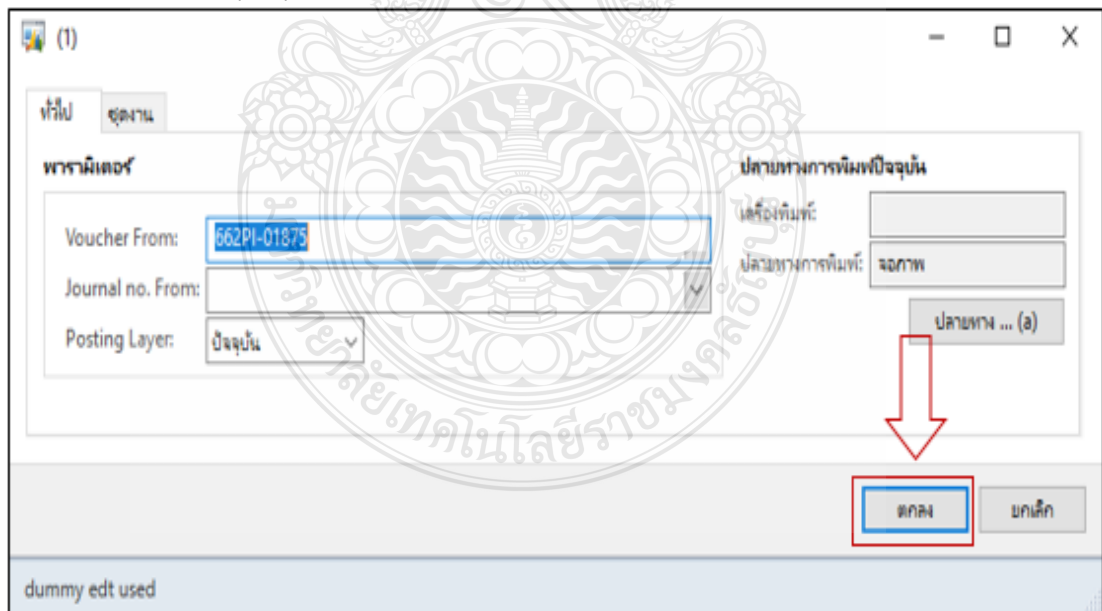 (1)
ทั่วไป
ชุดงาน
พารามิเตอร์
Voucher From: 662PI-01875
Journal no. From:
Posting Layer: ปัจจุบัน
ปลายทางการพิมพ์ปัจจุบัน
เครื่องพิมพ์:
ปลายทางการพิมพ์: จอภาพ
ปลายทาง ... (a)
ตกลง
ยกเลิก
dummy edt used